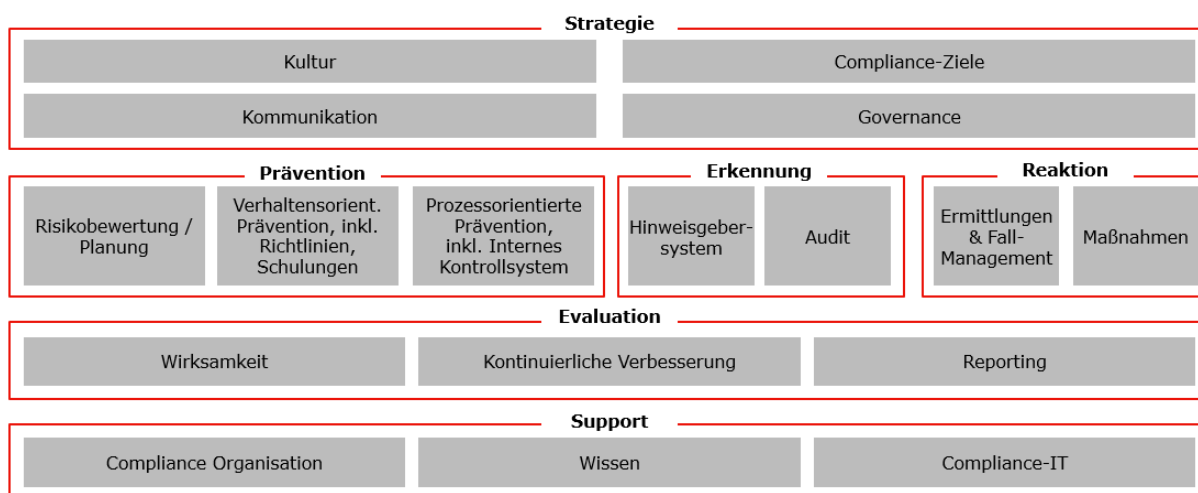 Strategie
Kultur
Compliance-Ziele
Kommunikation
Governance
Prävention
Risikobewertung /
Planung
Verhaltensorient.
Prävention, inkl.
Richtlinien,
Schulungen
Prozessorientierte
Prävention,
inkl. Internes
Kontrollsystem
Erkennung
Hinweisgeber-
system
Audit
Reaktion
Ermittlungen
& Fall-
Management
Maßnahmen
Evaluation
Wirksamkeit
Kontinuierliche Verbesserung
Reporting
Support
Compliance Organisation
Wissen
Compliance-IT